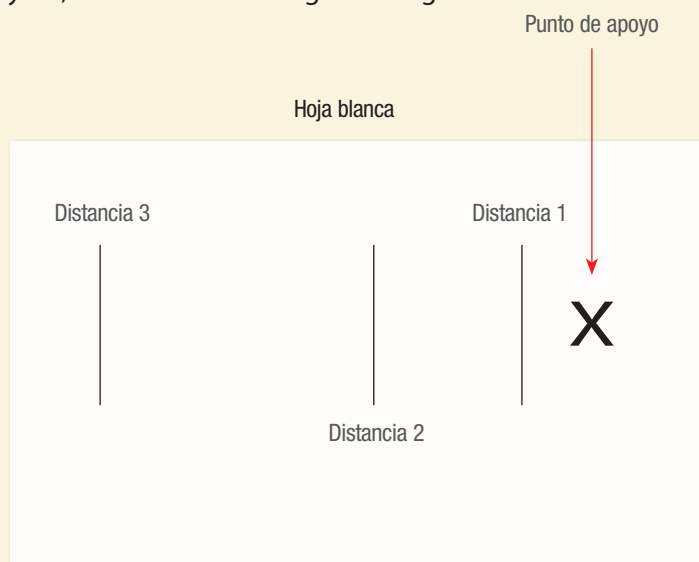 Punto de apoyo
Hoja blanca
Distancia 3
Distancia 1
X
Distancia 2